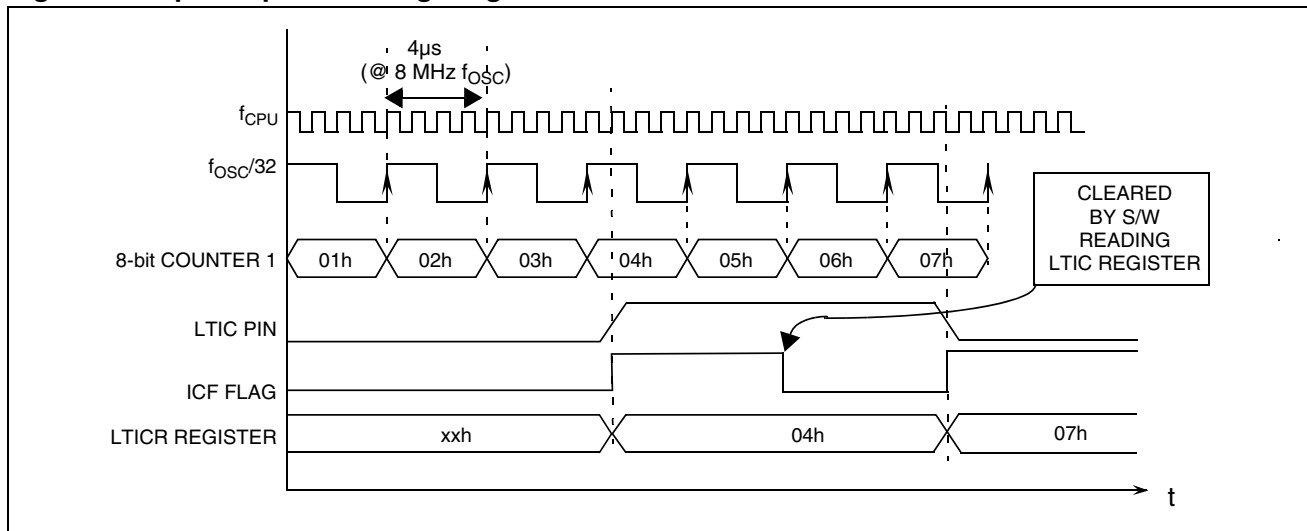 4µs
(@ 8 MHz fOSC)
fCPU
fOSC/32
CLEARED
BY S/W
READING
LTIC REGISTER
8-bit COUNTER 1
01h 02h 03h 04h 05h 06h 07h
LTIC PIN
ICF FLAG
LTICR REGISTER
xxh 04h 07h
t